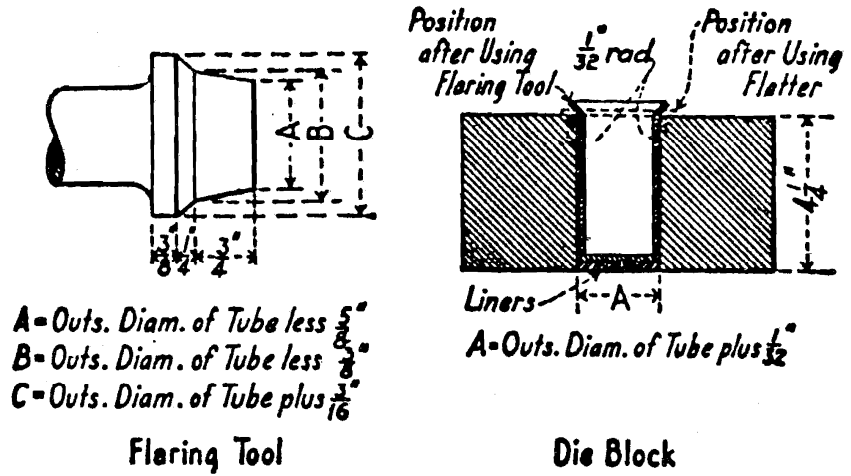 A
B
C
3/8"
1/4"
3/4"
A=Outs. Diam. of Tube less 5/8"
B=Outs. Diam. of Tube less 3/8"
C=Outs. Diam. of Tube plus 3/16"
Flaring Tool
Position
after Using
Flaring Tool
1/32" rad.
Position
after Using
Flatter
4 1/4"
Liners
A
A=Outs. Diam. of Tube plus 1/32"
Die Block